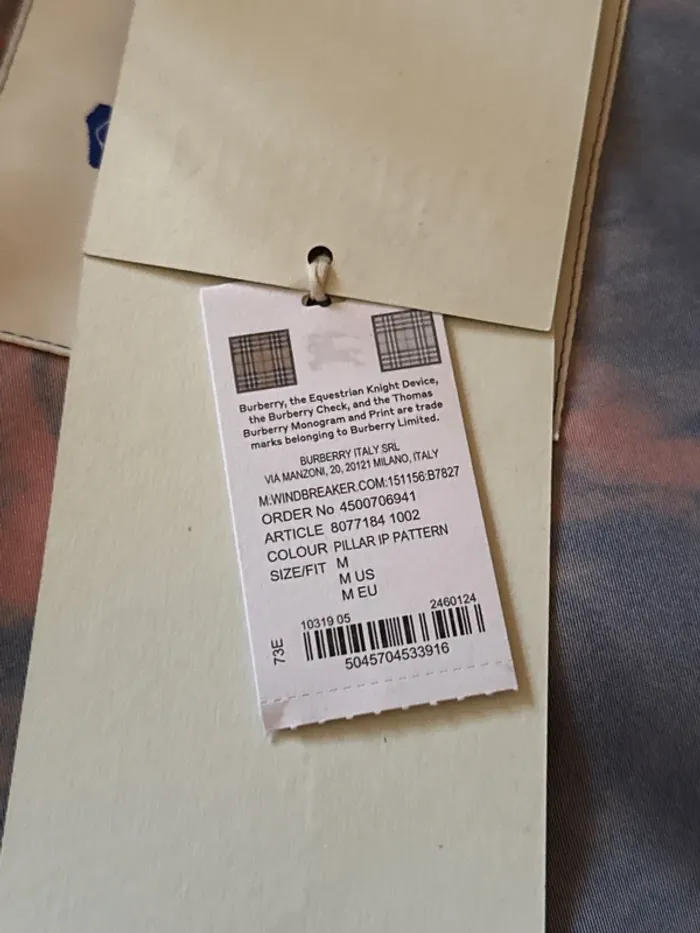 Burberry, the Equestrian Knight Device,
the Burberry Check, and the Thomas
Burberry Monogram and Print are trade
marks belonging to Burberry Limited.
BURBERRY ITALY SRL
VIA MANZONI, 20, 20121 MILANO, ITALY
M:WINDBREAKER.COM:151156:B7827
ORDER No 4500706941
ARTICLE 8077184 1002
COLOUR PILLAR IP PATTERN
SIZE/FIT M
M US
M EU
10319 05 2460124
73E
5045704533916